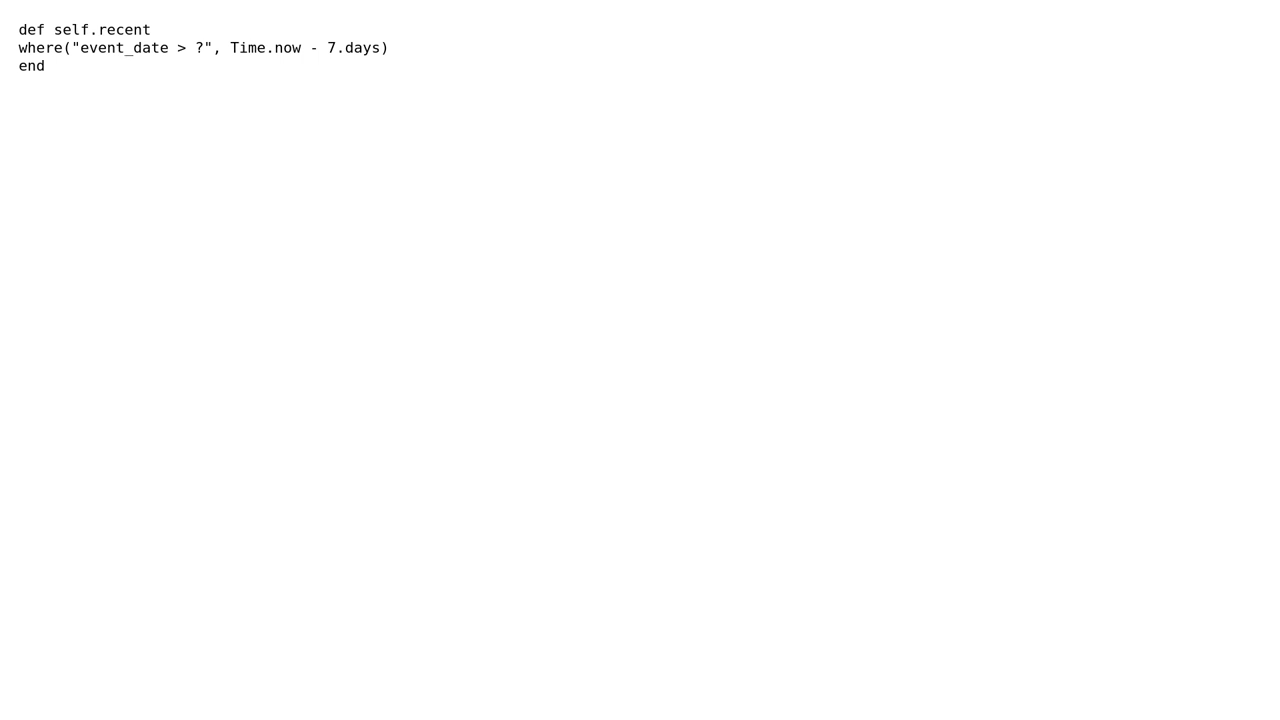 def self.recent
where("event_date > ?", Time.now - 7.days)
end